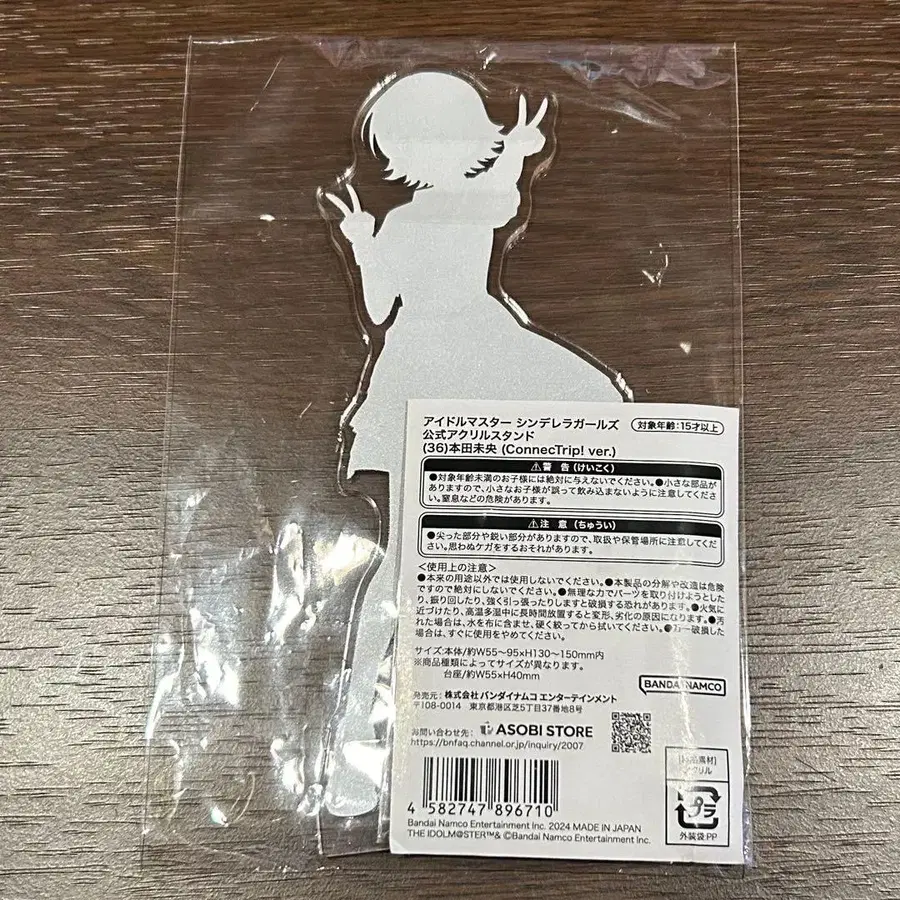 アイドルマスター シンデレラガールズ
対象年齢:15才以上
公式アクリルスタンド
(36)本田未央 (ConnecTrip! ver.)
⚠警 告 (けいこく)
●対象年齢未満のお子様には絶対に与えないでください。●小さな部品が
ありますので、小さなお子様が誤って飲み込まないように注意してくださ
い。窒息などの危険があります。
⚠注 意 (ちゅうい)
●尖った部分や鋭い部分がありますので、取扱や保管場所に注意してくだ
さい。思わぬケガをするおそれがあります。
<使用上の注意>
●本来の用途以外では使用しないでください。●本製品の分解や改造は危険
ですので絶対にしないでください。●無理な力でパーツを取り付けようとした
り、振り回したり、強く引っ張ったりしますと破損する恐れがあります。●火気に
近づけたり、高温多湿中に長時間放置すると変形、劣化の原因になります。●汚
れた場合は、水を布に含ませ、硬く絞ってから拭いてください。●万一破損した
場合は、すぐに使用をやめてください。
サイズ:本体/約W55〜95×H130〜150mm内
※商品種類によってサイズが異なります。
台座/約W55×H40mm
BANDAI NAMCO
発売元: 株式会社 バンダイナムコ エンターテインメント
〒108-0014 東京都港区芝5丁目37番地8号
お問い合わせ先: ASOBI STORE
https://bnfaq.channel.or.jp/inquiry/2007
4 582747 896710
アクリル
プラ
外装袋:PP
Bandai Namco Entertainment Inc. 2024 MADE IN JAPAN
THE IDOLM@STER™& ©Bandai Namco Entertainment Inc.